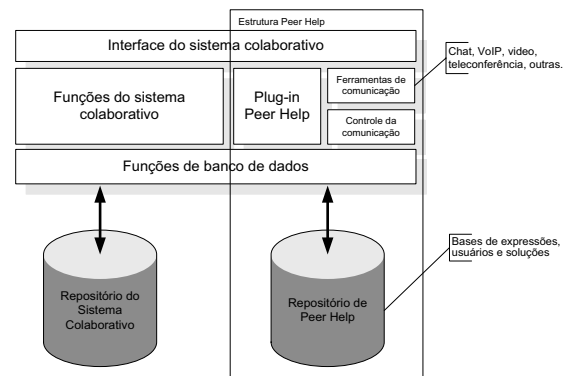 Estrutura Peer Help
Interface do sistema colaborativo
Chat, VoIP, video,
teleconferência, outras.
Funções do sistema
colaborativo
Plug-in
Peer Help
Ferramentas de
comunicação
Controle da
comunicação
Funções de banco de dados
Bases de expressões,
usuários e soluções
Repositório do
Sistema
Colaborativo
Repositório de
Peer Help